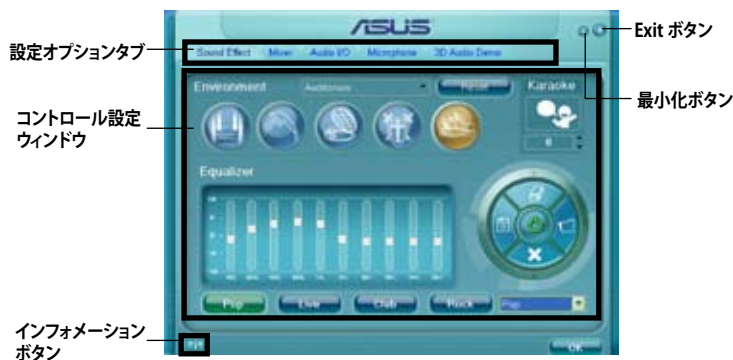 ASUS
Exit ボタン
設定オプションタブ
Sound Effect Mixer Audio I/O Microphone 3D Audio Demo
最小化ボタン
Environment Auditorium Reset Karaoke
コントロール設定
ウィンドウ
0
Equalizer
Pop Live Club Rock Pop
インフォメーション
ボタン
OK